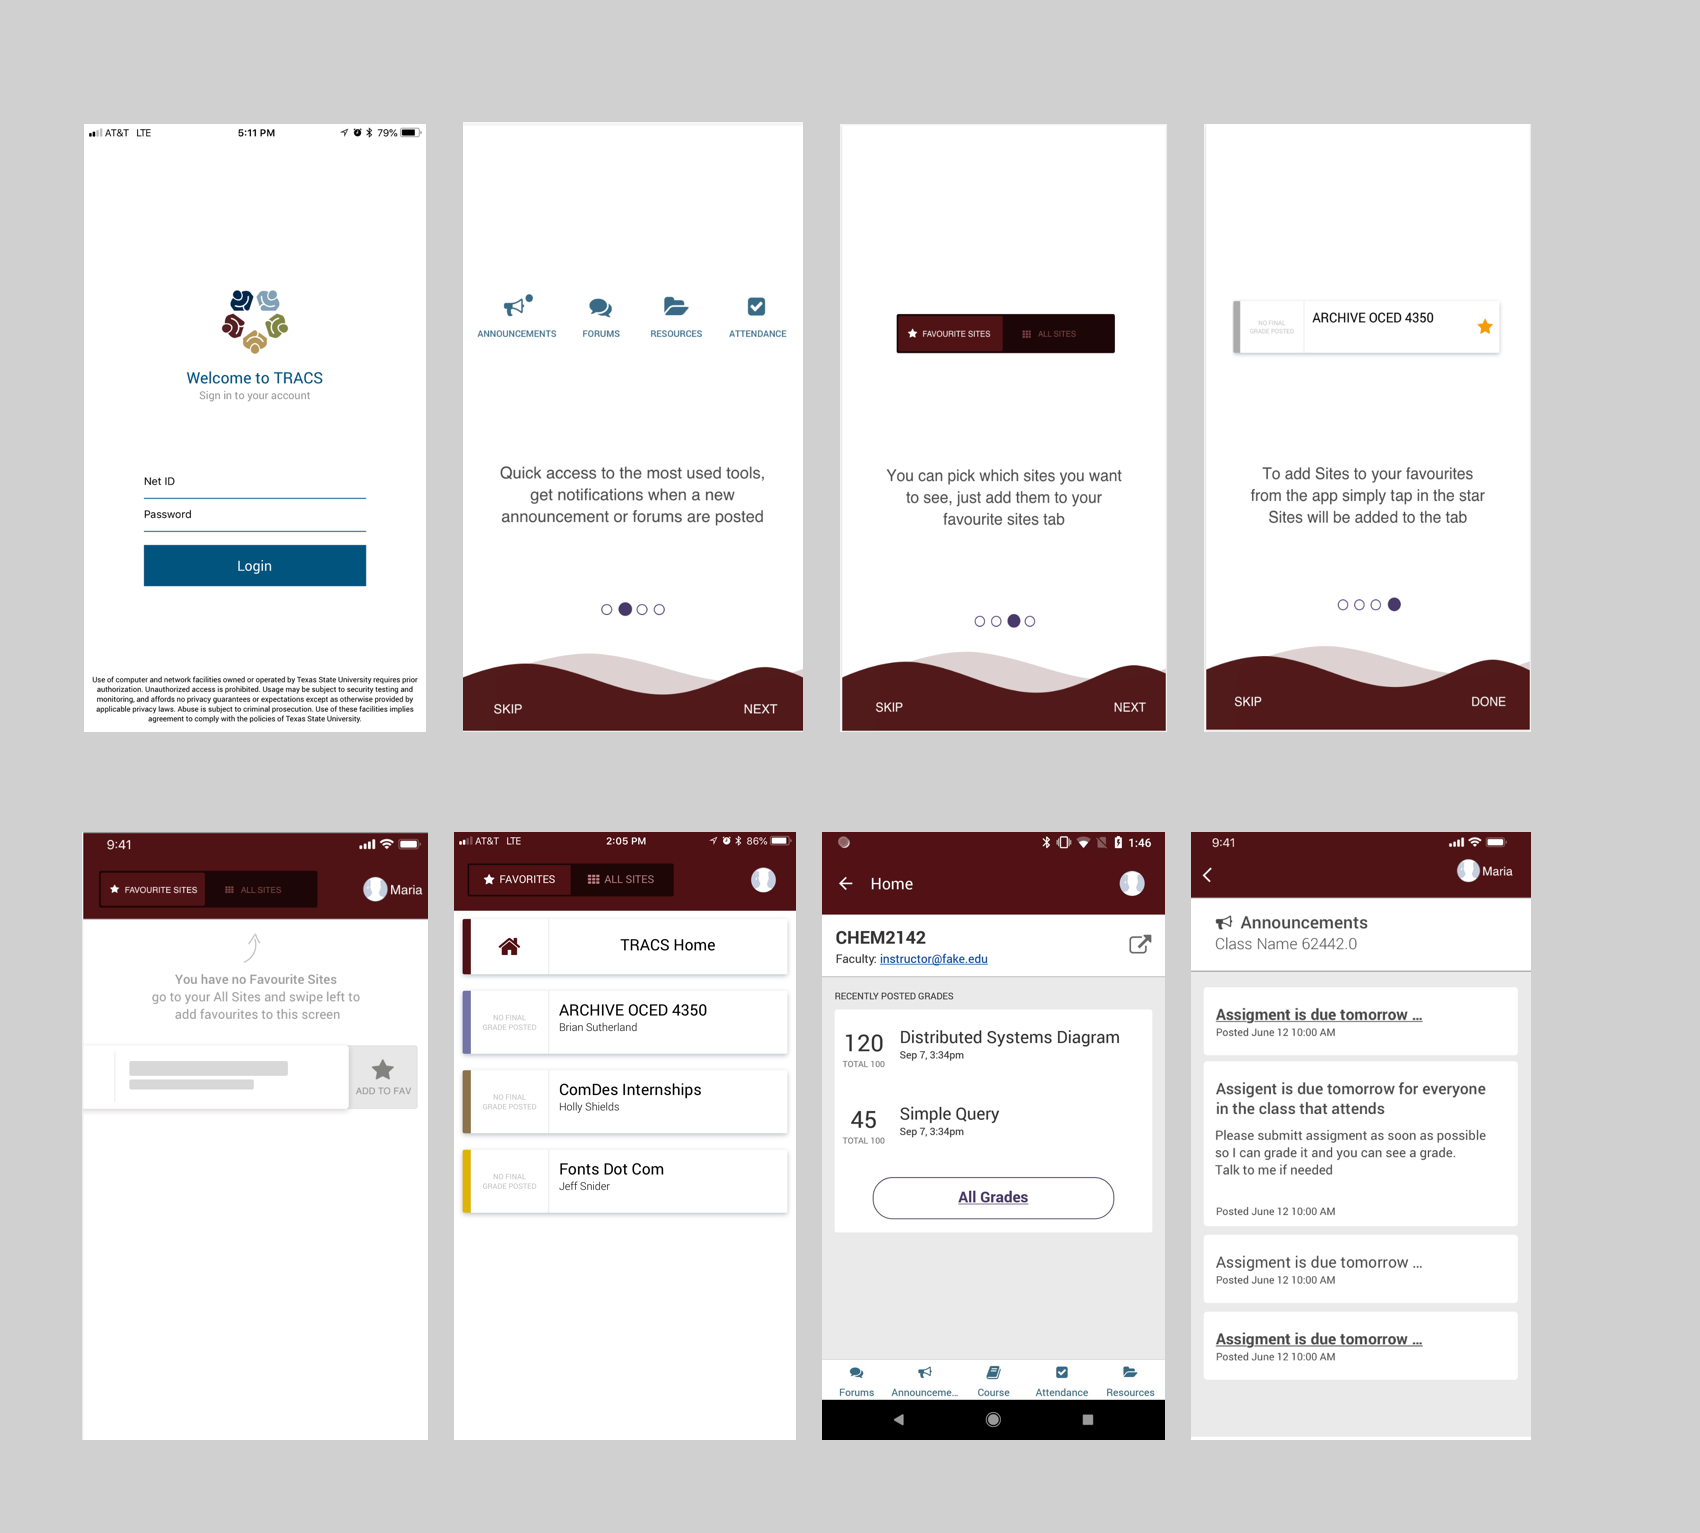 AT&T LTE 5:11 PM 79%
Welcome to TRACS
Sign in to your account
Net ID
Password
Login
Use of computer and network facilities owned or operated by Texas State University requires prior
authorization. Unauthorized access is prohibited. Usage may be subject to security testing and
monitoring, and affords no privacy guarantees or expectations except as otherwise provided by
applicable privacy laws. Abuse is subject to criminal prosecution. Use of these facilities implies
agreement to comply with the policies of Texas State University.
ANNOUNCEMENTS FORUMS RESOURCES ATTENDANCE
Quick access to the most used tools,
get notifications when a new
announcement or forums are posted
SKIP NEXT
FAVOURITE SITES ALL SITES
You can pick which sites you want
to see, just add them to your
favourite sites tab
SKIP NEXT
NO FINAL
GRADE POSTED
ARCHIVE OCED 4350
To add Sites to your favourites
from the app simply tap in the star
Sites will be added to the tab
SKIP DONE
9:41
FAVOURITE SITES ALL SITES Maria
You have no Favourite Sites
go to your All Sites and swipe left to
add favourites to this screen
ADD TO FAV
AT&T LTE 2:05 PM 86%
FAVORITES ALL SITES
TRACS Home
NO FINAL
GRADE POSTED
ARCHIVE OCED 4350
Brian Sutherland
NO FINAL
GRADE POSTED
ComDes Internships
Holly Shields
NO FINAL
GRADE POSTED
Fonts Dot Com
Jeff Snider
1:46
Home
CHEM2142
Faculty: instructor@fake.edu
RECENTLY POSTED GRADES
120
TOTAL 100
Distributed Systems Diagram
Sep 7, 3:34pm
45
TOTAL 100
Simple Query
Sep 7, 3:34pm
All Grades
Forums Announceme... Course Attendance Resources
9:41
Maria
Announcements
Class Name 62442.0
Assigment is due tomorrow ...
Posted June 12 10:00 AM
Assigent is due tomorrow for everyone
in the class that attends
Please submitt assigment as soon as possible
so I can grade it and you can see a grade.
Talk to me if needed
Posted June 12 10:00 AM
Assigment is due tomorrow ...
Posted June 12 10:00 AM
Assigment is due tomorrow ...
Posted June 12 10:00 AM